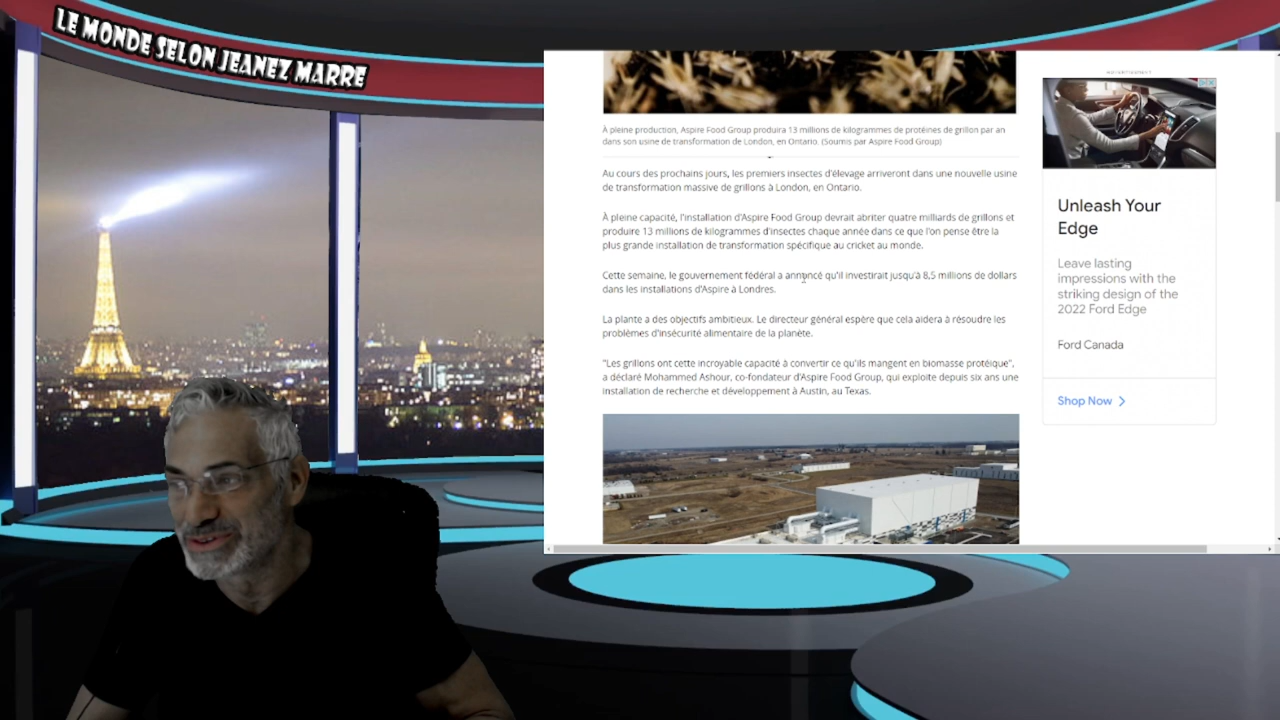 LE MONDE SELON JEANEZ MARRE
À pleine production, Aspire Food Group produira 13 millions de kilogrammes de protéines de grillon par an
dans son usine de transformation de London, en Ontario. (Soumis par Aspire Food Group)
Au cours des prochains jours, les premiers insectes d'élevage arriveront dans une nouvelle usine
de transformation massive de grillons à London, en Ontario.
À pleine capacité, l'installation d'Aspire Food Group devrait abriter quatre milliards de grillons et
produire 13 millions de kilogrammes d'insectes chaque année dans ce que l'on pense être la
plus grande installation de transformation spécifique au cricket au monde.
Cette semaine, le gouvernement fédéral a annoncé qu'il investirait jusqu'à 8,5 millions de dollars
dans les installations d'Aspire à Londres.
La plante a des objectifs ambitieux. Le directeur général espère que cela aidera à résoudre les
problèmes d'insécurité alimentaire de la planète.
"Les grillons ont cette incroyable capacité à convertir ce qu'ils mangent en biomasse protéique",
a déclaré Mohammed Ashour, co-fondateur d'Aspire Food Group, qui exploite depuis six ans une
installation de recherche et développement à Austin, au Texas.
Unleash Your
Edge
Leave lasting
impressions with the
striking design of the
2022 Ford Edge
Ford Canada
Shop Now